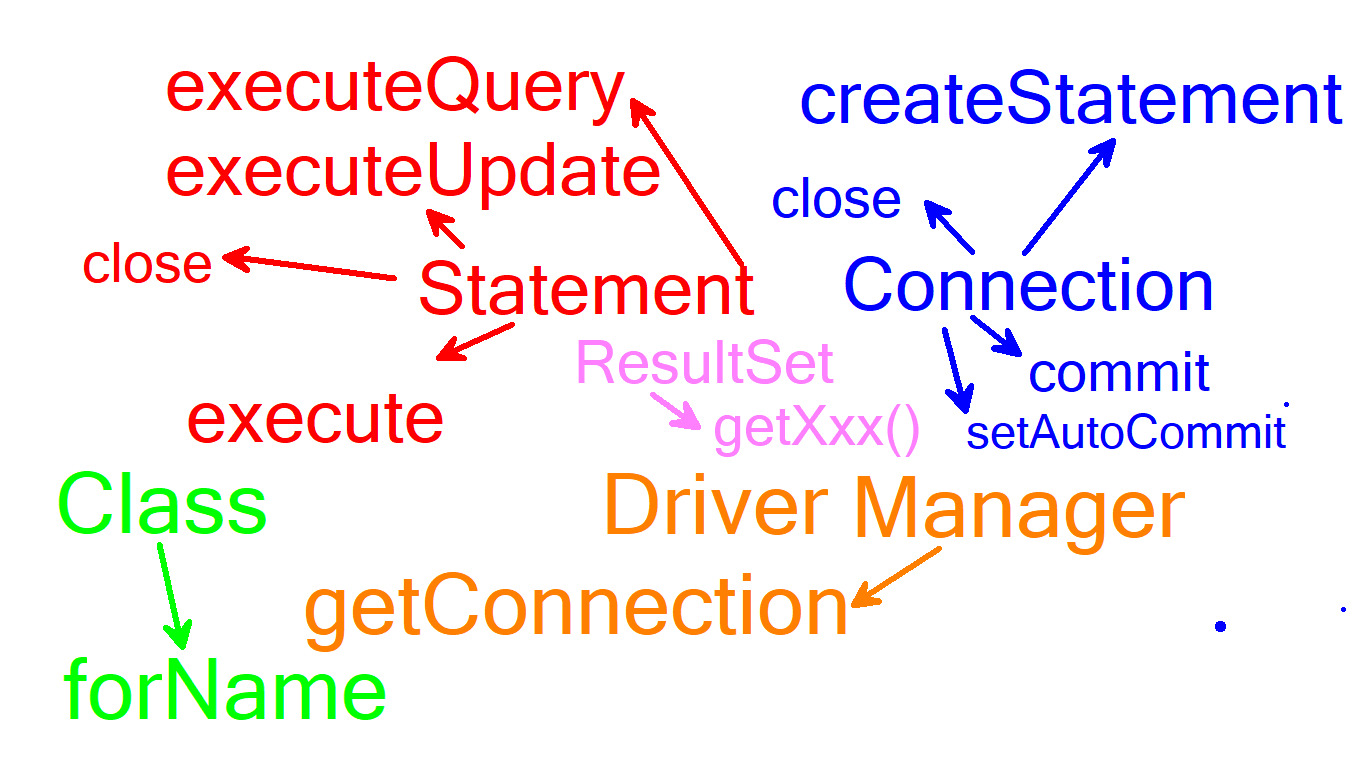 executeQuery
createStatement
executeUpdate
close
close
Statement
Connection
ResultSet
commit
execute
getXxx()
setAutoCommit
Class
Driver Manager
getConnection
forName